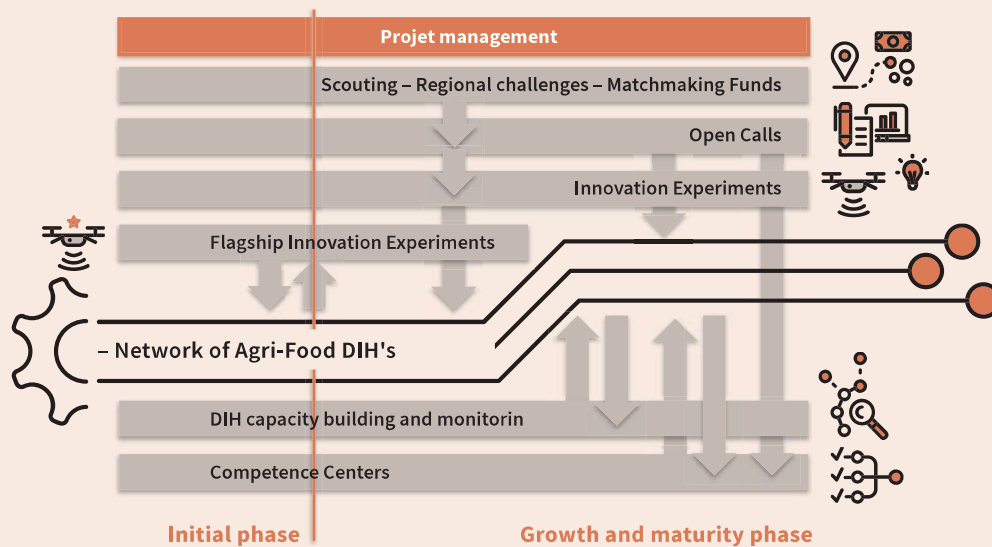 Projet management
Scouting – Regional challenges – Matchmaking Funds
Open Calls
Innovation Experiments
Flagship Innovation Experiments
– Network of Agri-Food DIH's
DIH capacity building and monitorin
Competence Centers
Initial phase
Growth and maturity phase